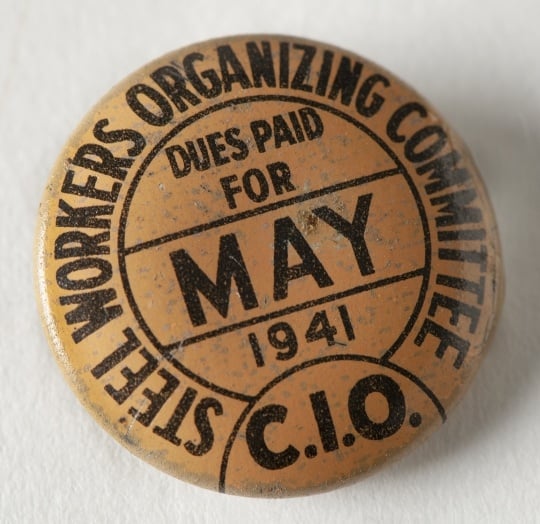 STEEL WORKERS ORGANIZING COMMITTEE
DUES PAID
FOR
MAY
1941
C.I.O.